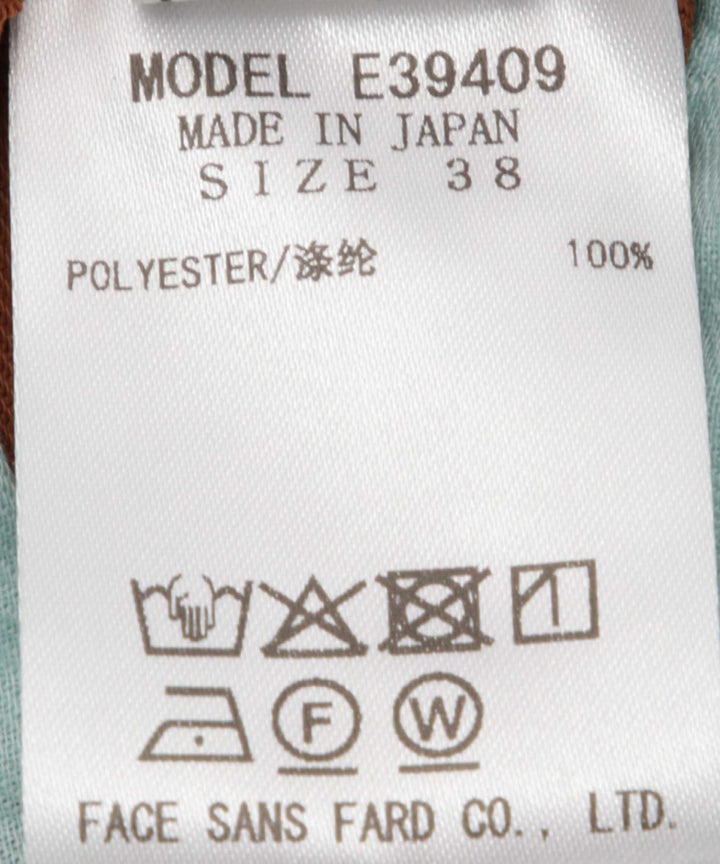 MODEL E39409
MADE IN JAPAN
SIZE 38
POLYESTER/涤纶 100%
F W
FACE SANS FARD CO., LTD.